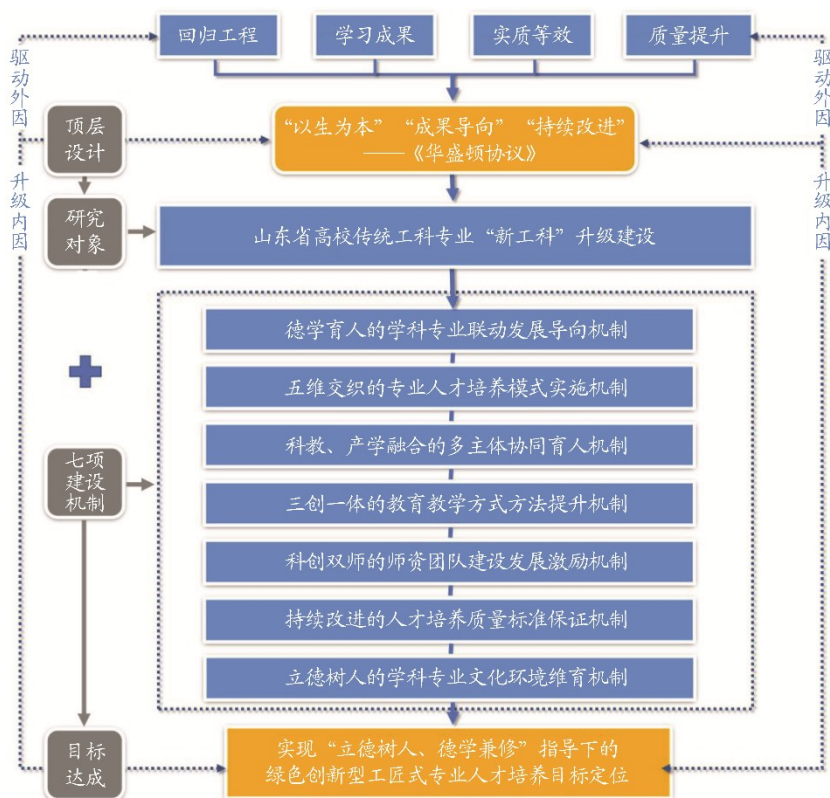 回归工程
学习成果
实质等效
质量提升
驱动外因
驱动外因
顶层
设计
“以生为本” “成果导向” “持续改进”
——《华盛顿协议》
升级内因
升级内因
研究
对象
山东省高校传统工科专业“新工科”升级建设
德学育人的学科专业联动发展导向机制
五维交织的专业人才培养模式实施机制
科教、产学融合的多主体协同育人机制
七项
建设
机制
三创一体的教育教学方式方法提升机制
科创双师的师资团队建设发展激励机制
持续改进的人才培养质量标准保证机制
立德树人的学科专业文化环境维育机制
目标
达成
实现“立德树人、德学兼修”指导下的
绿色创新型工匠式专业人才培养目标定位